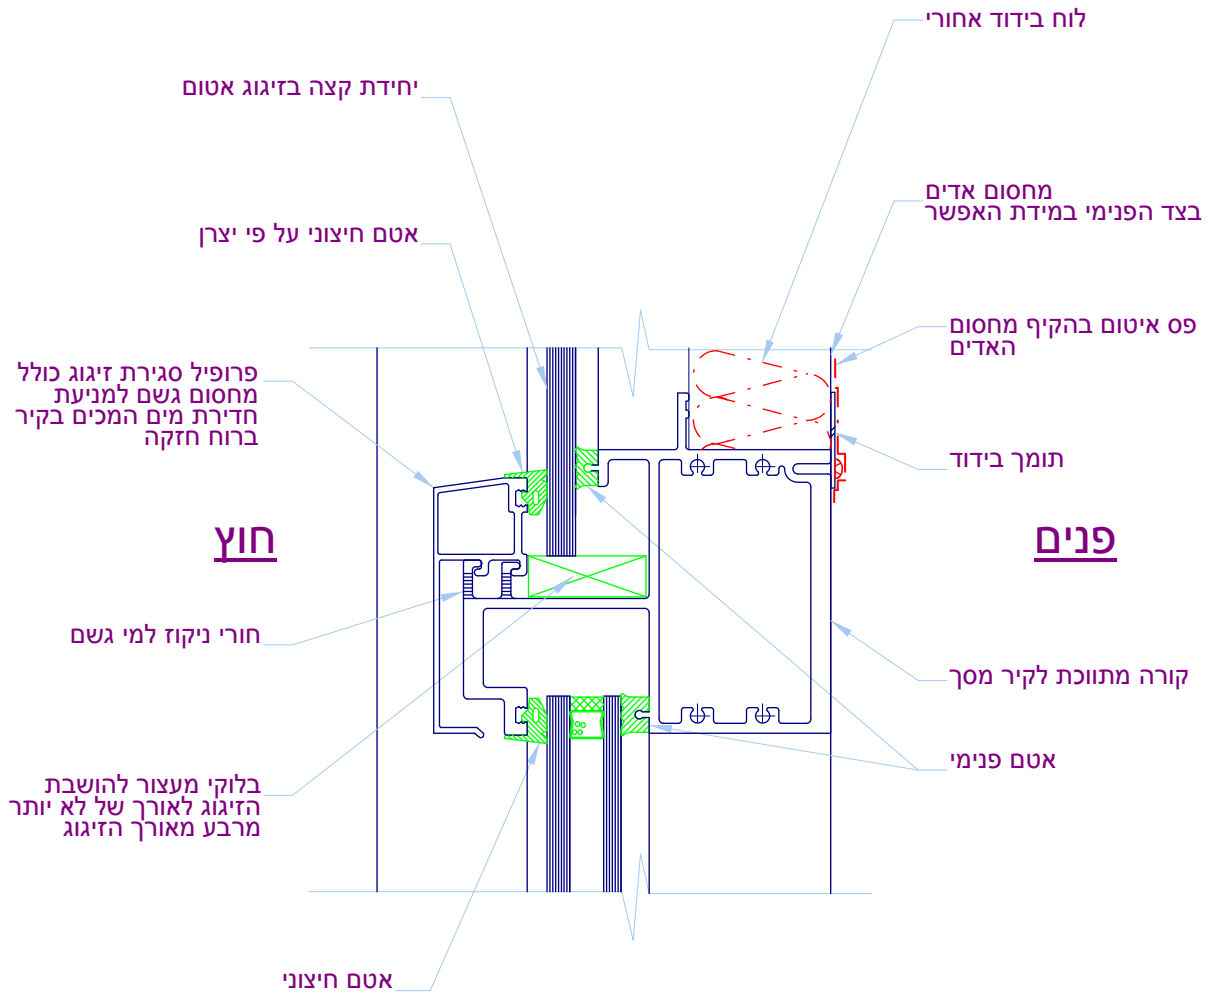 לוח בידוד אחורי
יחידת קצה בזיגוג אטום
מחסום אדים
בצד הפנימי במידת האפשר
אטם חיצוני על פי יצרן
פס איטום בהקיף מחסום
האדים
פרופיל סגירת זיגוג כולל
מחסום גשם למניעת
חדירת מים המכים בקיר
ברוח חזקה
תומך בידוד
חוץ
פנים
חורי ניקוז למי גשם
קורה מתווכת לקיר מסך
אטם פנימי
בלוקי מעצור להושבת
הזיגוג לאורך של לא יותר
מרבע מאורך הזיגוג
אטם חיצוני